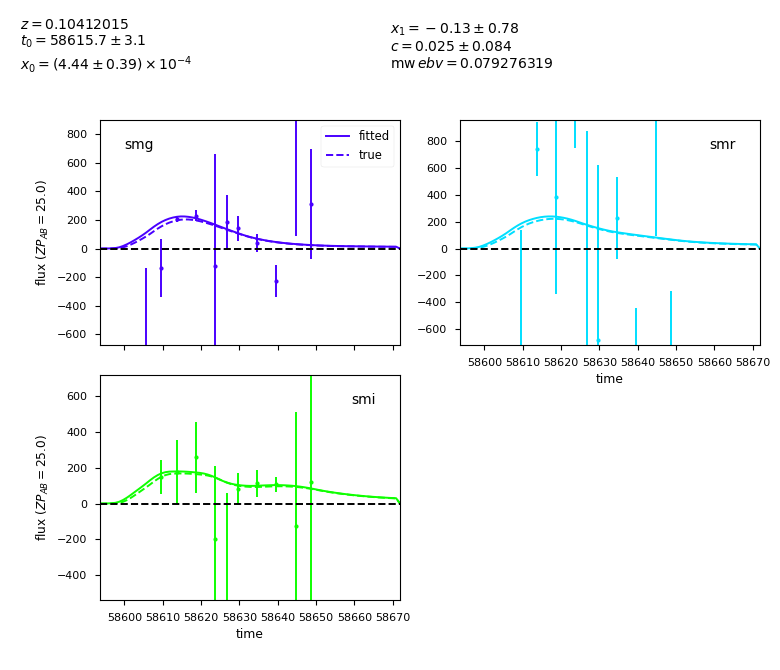 z = 0.10412015
t₀ = 58615.7 ± 3.1
x₀ = (4.44 ± 0.39) × 10⁻⁴
x₁ = −0.13 ± 0.78
c = 0.025 ± 0.084
mw ebv = 0.079276319
smg
fitted
true
800
600
400
200
0
−200
−400
−600
flux (ZP_AB = 25.0)
smr
800
600
400
200
0
−200
−400
−600
58600 58610 58620 58630 58640 58650 58660 58670
time
smi
600
400
200
0
−200
−400
flux (ZP_AB = 25.0)
58600 58610 58620 58630 58640 58650 58660 58670
time